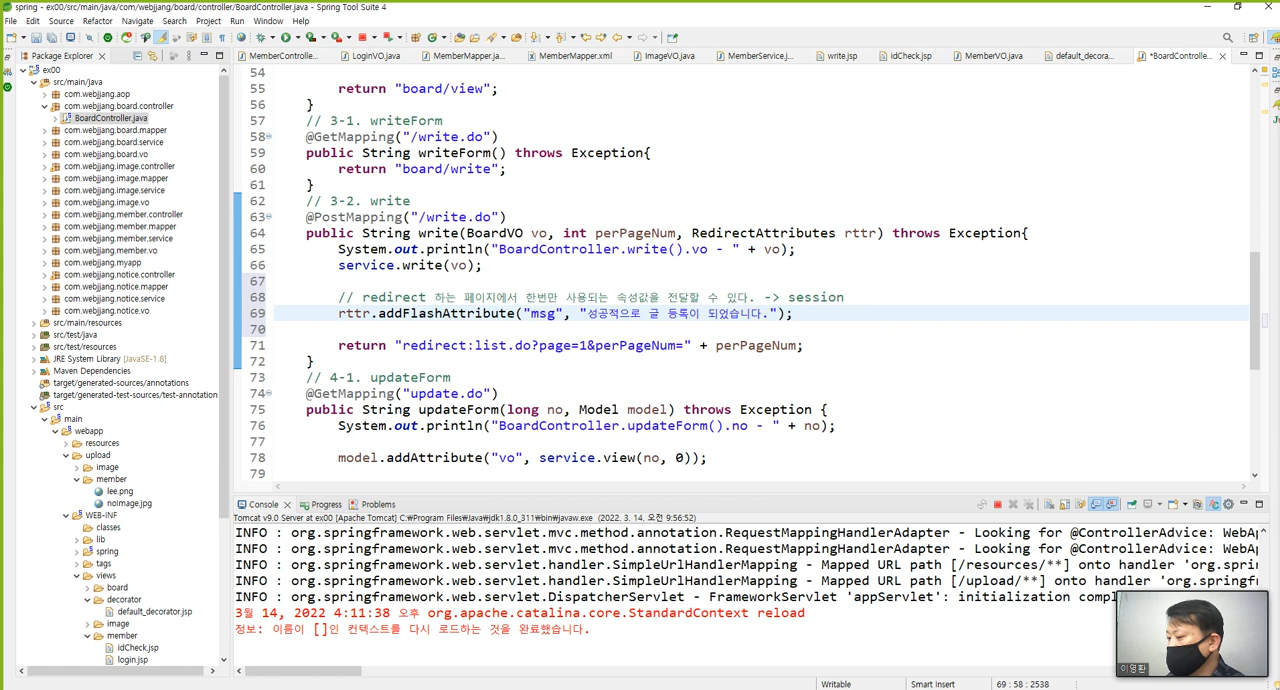 spring - ex00/src/main/java/com/webjjang/board/controller/BoardController.java - Spring Tool Suite 4
File Edit Source Refactor Navigate Search Project Run Window Help
Package Explorer
MemberControlle...
LoginVO.java
MemberMapper.ja...
MemberMapper.xml
ImageVO.java
MemberService.j...
write.jsp
idCheck.jsp
MemberVO.java
default_decora...
*BoardControlle...
ex00
src/main/java
com.webjjang.aop
com.webjjang.board.controller
BoardController.java
com.webjjang.board.mapper
com.webjjang.board.service
com.webjjang.board.vo
com.webjjang.image.controller
com.webjjang.image.mapper
com.webjjang.image.service
com.webjjang.image.vo
com.webjjang.member.controller
com.webjjang.member.mapper
com.webjjang.member.service
com.webjjang.member.vo
com.webjjang.myapp
com.webjjang.notice.controller
com.webjjang.notice.mapper
com.webjjang.notice.service
com.webjjang.notice.vo
src/main/resources
src/test/java
src/test/resources
JRE System Library [JavaSE-1.8]
Maven Dependencies
target/generated-sources/annotations
target/generated-test-sources/test-annotation
src
main
webapp
resources
upload
image
member
lee.png
noImage.jpg
WEB-INF
classes
lib
spring
tags
views
board
decorator
default_decorator.jsp
image
member
idCheck.jsp
login.jsp
54
55 return "board/view";
56 }
57 // 3-1. writeForm
58 @GetMapping("/write.do")
59 public String writeForm() throws Exception{
60 return "board/write";
61 }
62 // 3-2. write
63 @PostMapping("/write.do")
64 public String write(BoardVO vo, int perPageNum, RedirectAttributes rttr) throws Exception{
65 System.out.println("BoardController.write().vo - " + vo);
66 service.write(vo);
67
68 // redirect 하는 페이지에서 한번만 사용되는 속성값을 전달할 수 있다. -> session
69 rttr.addFlashAttribute("msg", "성공적으로 글 등록이 되었습니다.");
70
71 return "redirect:list.do?page=1&perPageNum=" + perPageNum;
72 }
73 // 4-1. updateForm
74 @GetMapping("update.do")
75 public String updateForm(long no, Model model) throws Exception {
76 System.out.println("BoardController.updateForm().no - " + no);
77
78 model.addAttribute("vo", service.view(no, 0));
79
Console Progress Problems
Tomcat v9.0 Server at ex00 [Apache Tomcat] C:₩Program Files₩Java₩jdk1.8.0_311₩bin₩javaw.exe (2022. 3. 14. 오전 9:56:52)
INFO : org.springframework.web.servlet.mvc.method.annotation.RequestMappingHandlerAdapter - Looking for @ControllerAdvice: WebAp
INFO : org.springframework.web.servlet.mvc.method.annotation.RequestMappingHandlerAdapter - Looking for @ControllerAdvice: WebAp
INFO : org.springframework.web.servlet.handler.SimpleUrlHandlerMapping - Mapped URL path [/resources/**] onto handler 'org.sprin
INFO : org.springframework.web.servlet.handler.SimpleUrlHandlerMapping - Mapped URL path [/upload/**] onto handler 'org.springfr
INFO : org.springframework.web.servlet.DispatcherServlet - FrameworkServlet 'appServlet': initialization compl
3월 14, 2022 4:11:38 오후 org.apache.catalina.core.StandardContext reload
정보: 이름이 []인 컨텍스트를 다시 로드하는 것을 완료했습니다.
이영환
Writable
Smart Insert
69 : 58 : 2538